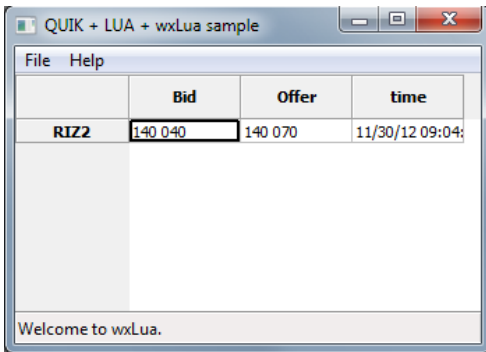 QUIK + LUA + wxLua sample
File Help
Bid Offer time
RIZ2 140 040 140 070 11/30/12 09:04:
Welcome to wxLua.